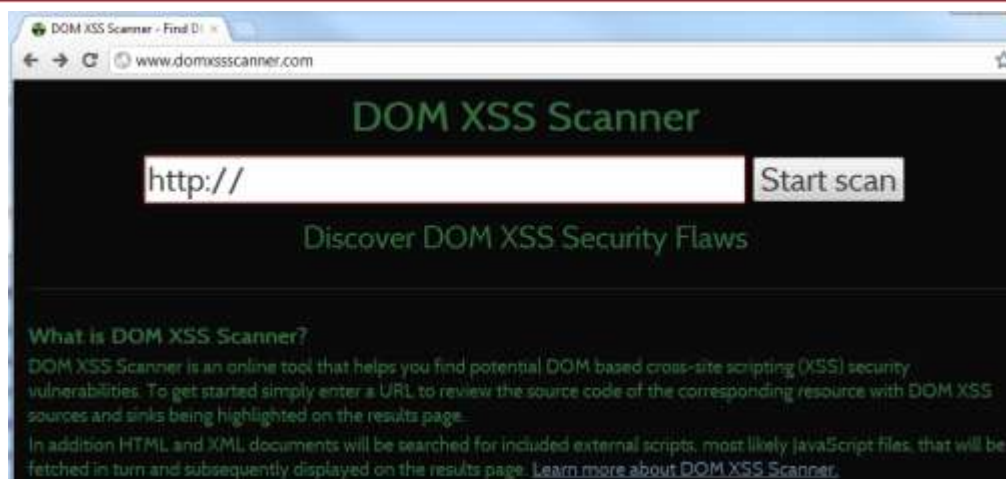 DOM XSS Scanner - Find D
www.domxssscanner.com
DOM XSS Scanner
http://
Start scan
Discover DOM XSS Security Flaws
What is DOM XSS Scanner?
DOM XSS Scanner is an online tool that helps you find potential DOM based cross-site scripting (XSS) security
vulnerabilities. To get started simply enter a URL to review the source code of the corresponding resource with DOM XSS
sources and sinks being highlighted on the results page.
In addition HTML and XML documents will be searched for included external scripts, most likely JavaScript files, that will be
fetched in turn and subsequently displayed on the results page. Learn more about DOM XSS Scanner.